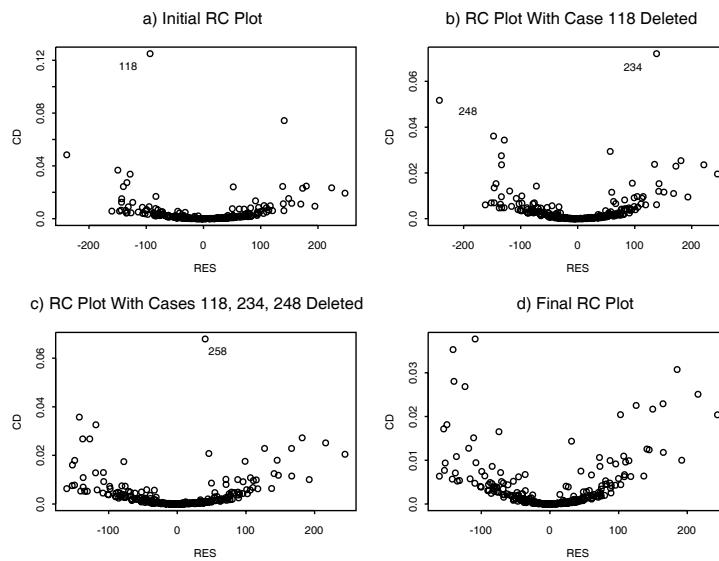 a) Initial RC Plot
CD
0.12
0.08
0.04
0.0
118
-200 -100 0 100 200
RES
b) RC Plot With Case 118 Deleted
CD
0.06
0.04
0.02
0.0
234
248
-200 -100 0 100 200
RES
c) RC Plot With Cases 118, 234, 248 Deleted
CD
0.06
0.04
0.02
0.0
258
-100 0 100 200
RES
d) Final RC Plot
CD
0.03
0.02
0.01
0.0
-100 0 100 200
RES